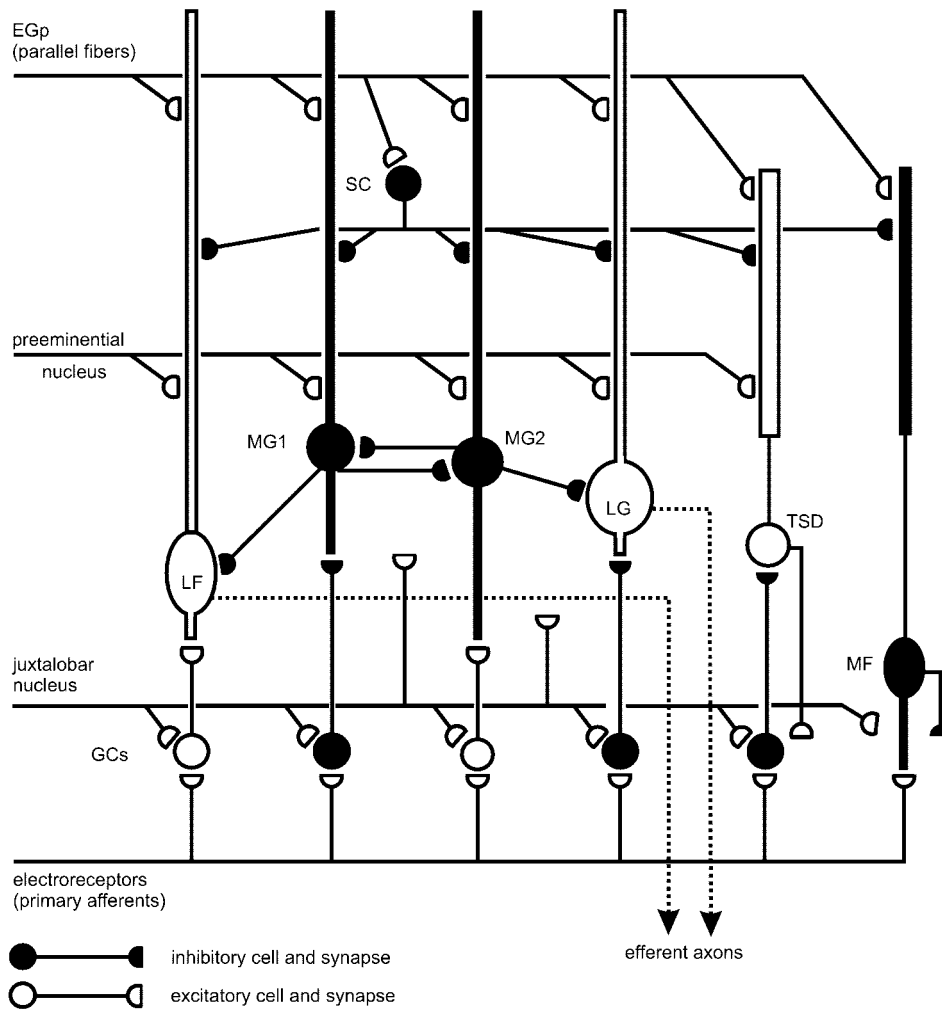 EGp
(parallel fibers)
SC
preeminential
nucleus
MG1
MG2
LG
TSD
LF
MF
juxtalobar
nucleus
GCs
electroreceptors
(primary afferents)
efferent axons
inhibitory cell and synapse
excitatory cell and synapse